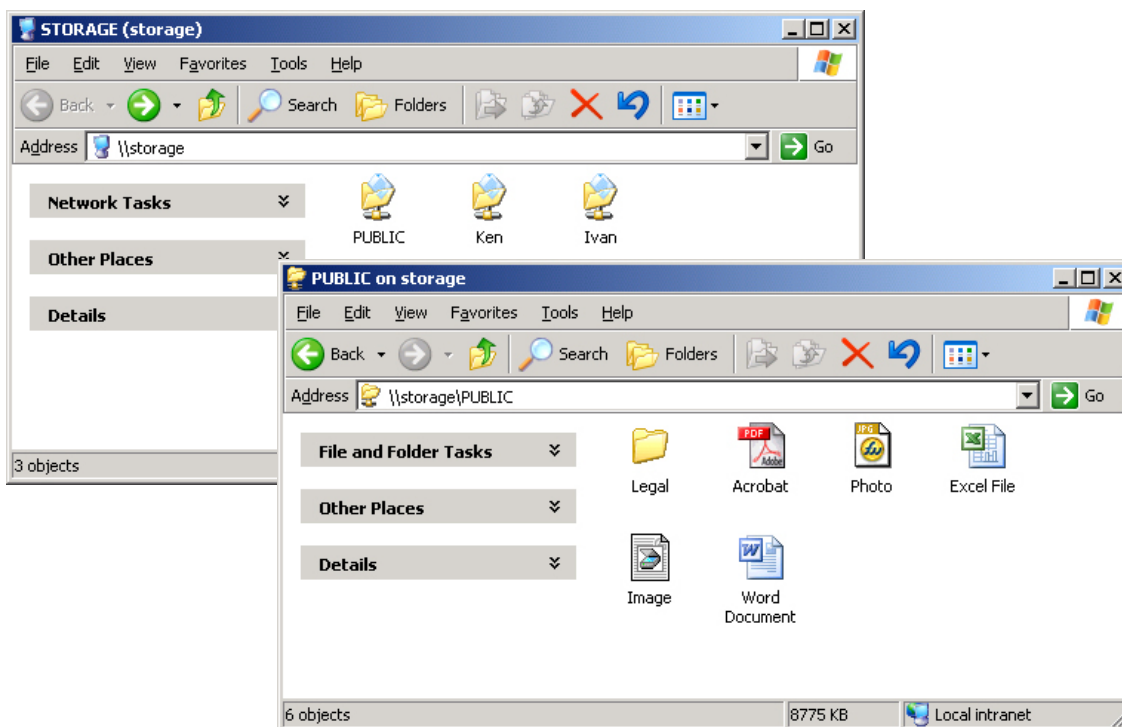 STORAGE (storage)
File Edit View Favorites Tools Help
Back Search Folders
Address \\storage Go
Network Tasks
Other Places
Details
PUBLIC Ken Ivan
3 objects
PUBLIC on storage
File Edit View Favorites Tools Help
Back Search Folders
Address \\storage\PUBLIC Go
File and Folder Tasks
Other Places
Details
PDF
Adobe
JPG
Legal Acrobat Photo Excel File
Image Word
Document
6 objects 8775 KB Local intranet